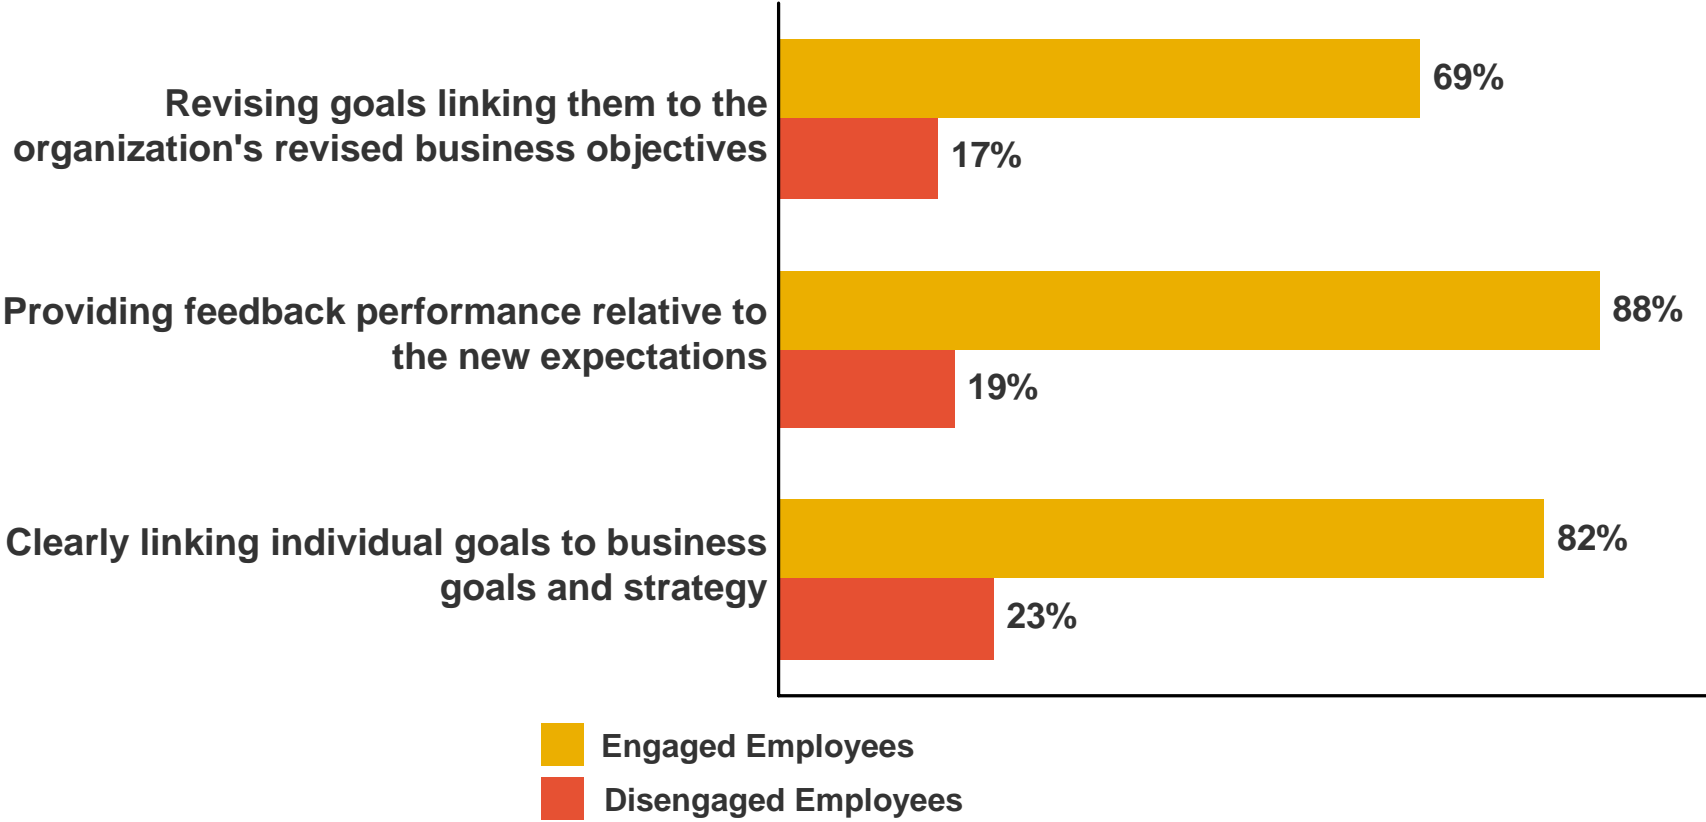 69%
Revising goals linking them to the
organization's revised business objectives
17%
88%
Providing feedback performance relative to
the new expectations
19%
82%
Clearly linking individual goals to business
goals and strategy
23%
Engaged Employees
Disengaged Employees